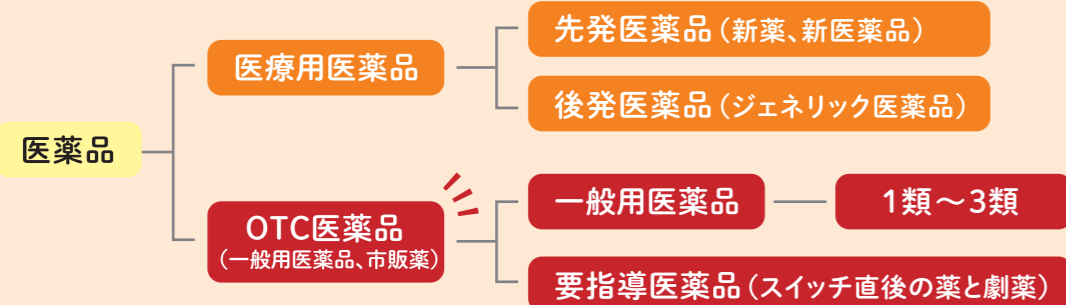 医薬品
医療用医薬品
先発医薬品（新薬、新医薬品）
後発医薬品（ジェネリック医薬品）
OTC医薬品
（一般用医薬品、市販薬）
一般用医薬品
1類～3類
要指導医薬品（スイッチ直後の薬と劇薬）